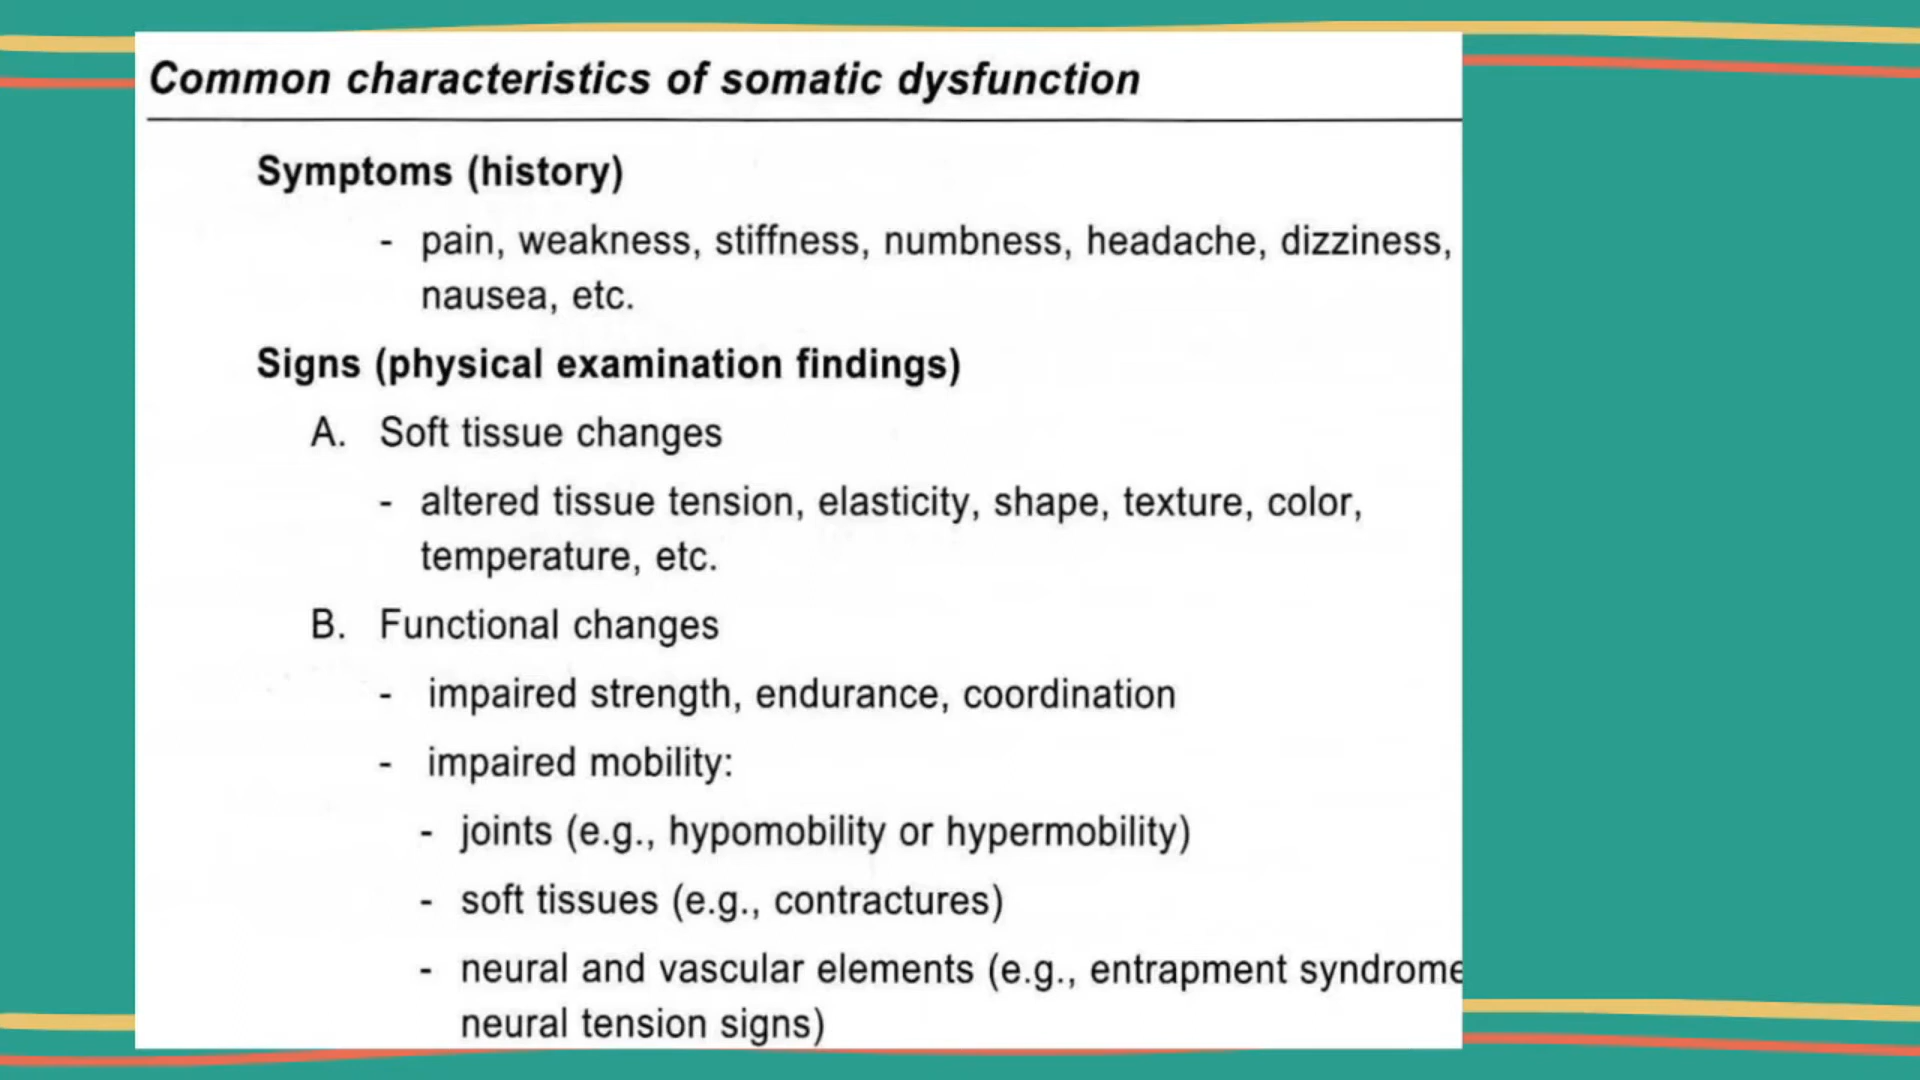 Common characteristics of somatic dysfunction
Symptoms (history)
- pain, weakness, stiffness, numbness, headache, dizziness,
nausea, etc.
Signs (physical examination findings)
A. Soft tissue changes
- altered tissue tension, elasticity, shape, texture, color,
temperature, etc.
B. Functional changes
- impaired strength, endurance, coordination
- impaired mobility:
- joints (e.g., hypomobility or hypermobility)
- soft tissues (e.g., contractures)
- neural and vascular elements (e.g., entrapment syndrome
neural tension signs)